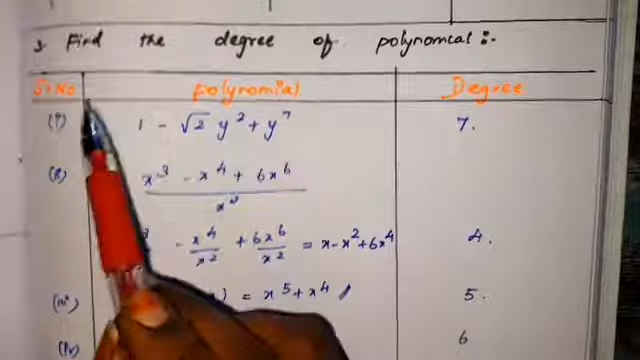 3. Find the degree of polynomial :-
Sr.No polynomial Degree
(i) 1 - √2 y² + y⁷ 7.
(ii) x³ - x⁴ + 6x⁶
x²
- x⁴/x² + 6x⁶/x² = x - x² + 6x⁴ 4.
(iii) ) = x⁵ + x⁴ 5.
(iv) 6